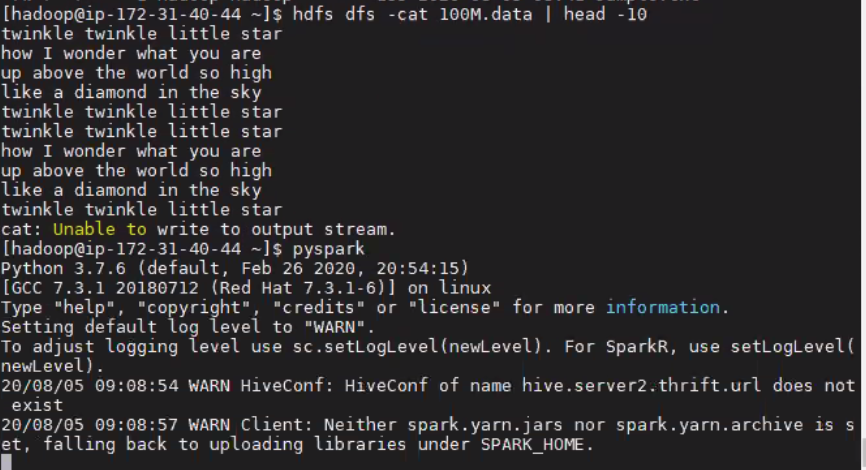 [hadoop@ip-172-31-40-44 ~]$ hdfs dfs -cat 100M.data | head -10
twinkle twinkle little star
how I wonder what you are
up above the world so high
like a diamond in the sky
twinkle twinkle little star
twinkle twinkle little star
how I wonder what you are
up above the world so high
like a diamond in the sky
twinkle twinkle little star
cat: Unable to write to output stream.
[hadoop@ip-172-31-40-44 ~]$ pyspark
Python 3.7.6 (default, Feb 26 2020, 20:54:15)
[GCC 7.3.1 20180712 (Red Hat 7.3.1-6)] on linux
Type "help", "copyright", "credits" or "license" for more information.
Setting default log level to "WARN".
To adjust logging level use sc.setLogLevel(newLevel). For SparkR, use setLogLevel(
newLevel).
20/08/05 09:08:54 WARN HiveConf: HiveConf of name hive.server2.thrift.url does not
 exist
20/08/05 09:08:57 WARN Client: Neither spark.yarn.jars nor spark.yarn.archive is s
et, falling back to uploading libraries under SPARK_HOME.